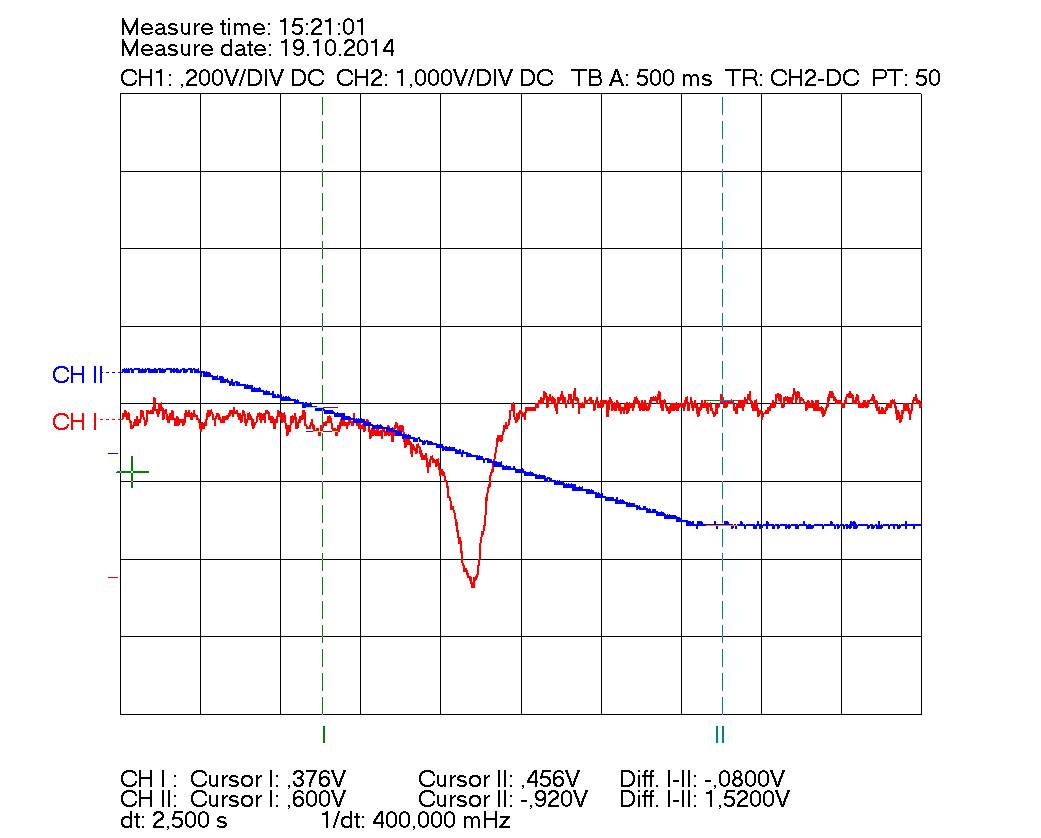 Measure time: 15:21:01
Measure date: 19.10.2014
CH1: ,200V/DIV DC CH2: 1,000V/DIV DC TB A: 500 ms TR: CH2-DC PT: 50
CH II
CH I
I II
CH I : Cursor I: ,376V Cursor II: ,456V Diff. I-II: -,0800V
CH II: Cursor I: ,600V Cursor II: -,920V Diff. I-II: 1,5200V
dt: 2,500 s 1/dt: 400,000 mHz